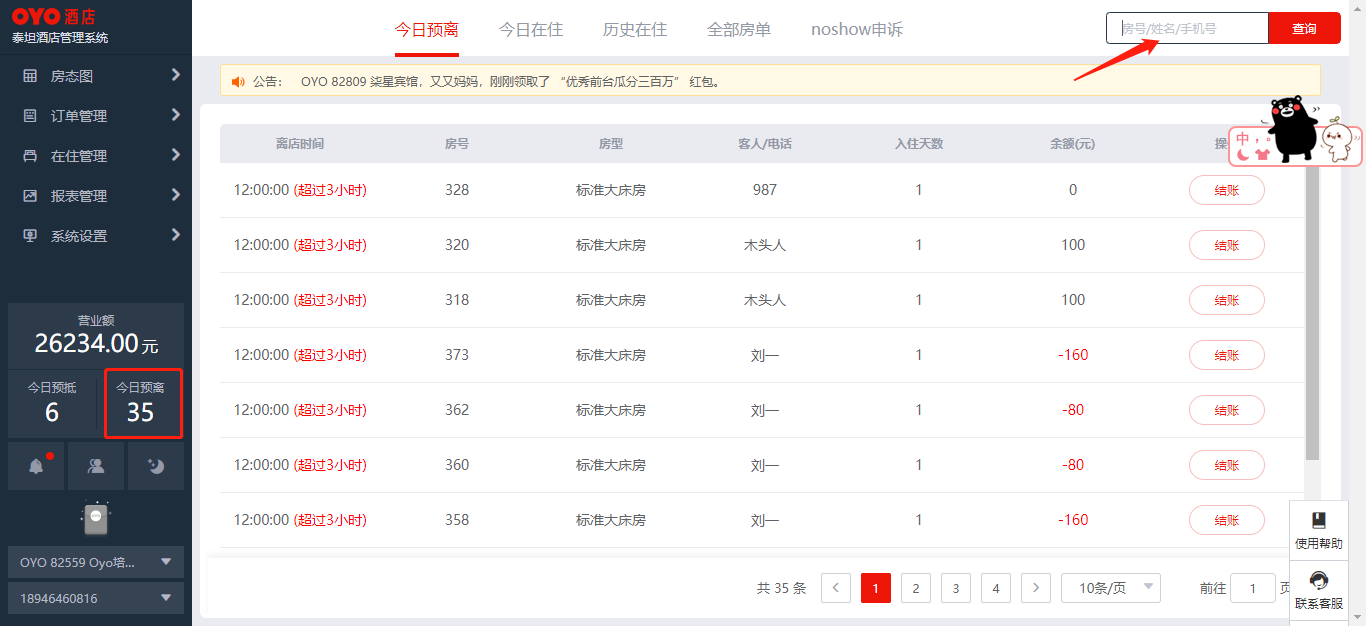 OYO 酒店
泰坦酒店管理系统
房态图
订单管理
在住管理
报表管理
系统设置
营业额
26234.00 元
今日预抵 今日预离
6 35
OYO 82559 Oyo培...
18946460816
今日预离 今日在住 历史在住 全部房单 noshow申诉
房号/姓名/手机号 查询
公告： OYO 82809 柒星宾馆，又又妈妈，刚刚领取了 “优秀前台瓜分三百万” 红包。
中，。
离店时间 房号 房型 客人/电话 入住天数 余额(元) 操
12:00:00 (超过3小时) 328 标准大床房 987 1 0 结账
12:00:00 (超过3小时) 320 标准大床房 木头人 1 100 结账
12:00:00 (超过3小时) 318 标准大床房 木头人 1 100 结账
12:00:00 (超过3小时) 373 标准大床房 刘一 1 -160 结账
12:00:00 (超过3小时) 362 标准大床房 刘一 1 -80 结账
12:00:00 (超过3小时) 360 标准大床房 刘一 1 -80 结账
12:00:00 (超过3小时) 358 标准大床房 刘一 1 -160 结账
共 35 条 < 1 2 3 4 > 10条/页 前往 1 页
使用帮助
联系客服